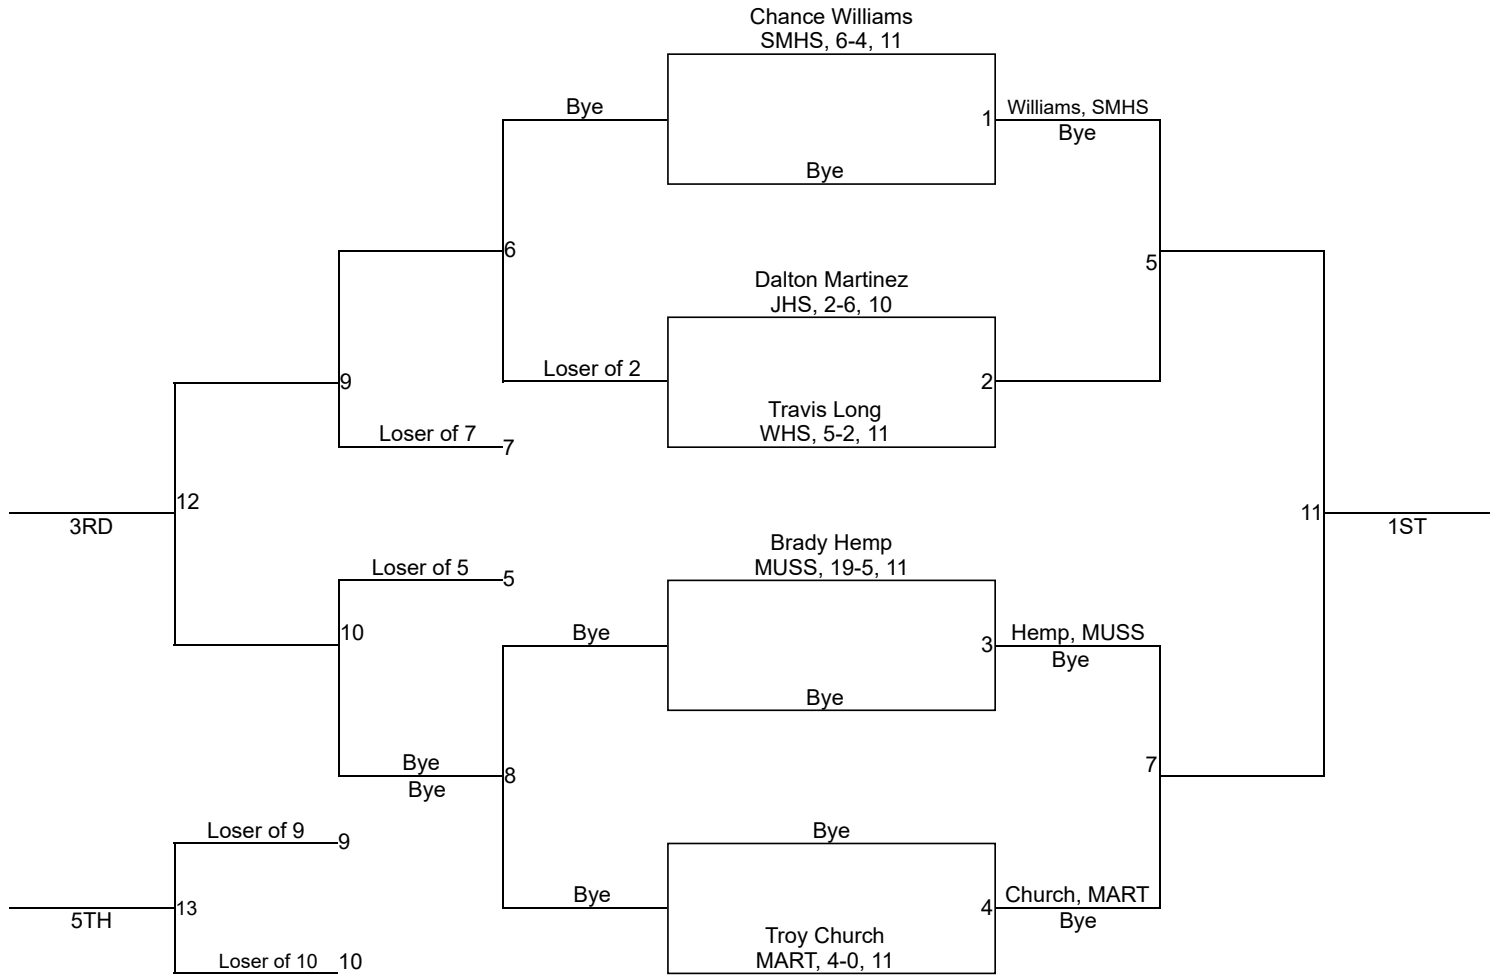 Chance Williams
SMHS, 6-4, 11
Bye
1
Williams, SMHS
Bye
Bye
6
5
Dalton Martinez
JHS, 2-6, 10
Loser of 2
2
9
Travis Long
WHS, 5-2, 11
Loser of 7
7
12
3RD
11
1ST
Brady Hemp
MUSS, 19-5, 11
Loser of 5
5
10
Bye
3
Hemp, MUSS
Bye
Bye
Bye
8
Bye
7
Loser of 9
9
Bye
13
5TH
Bye
4
Church, MART
Bye
Troy Church
MART, 4-0, 11
Loser of 10
10